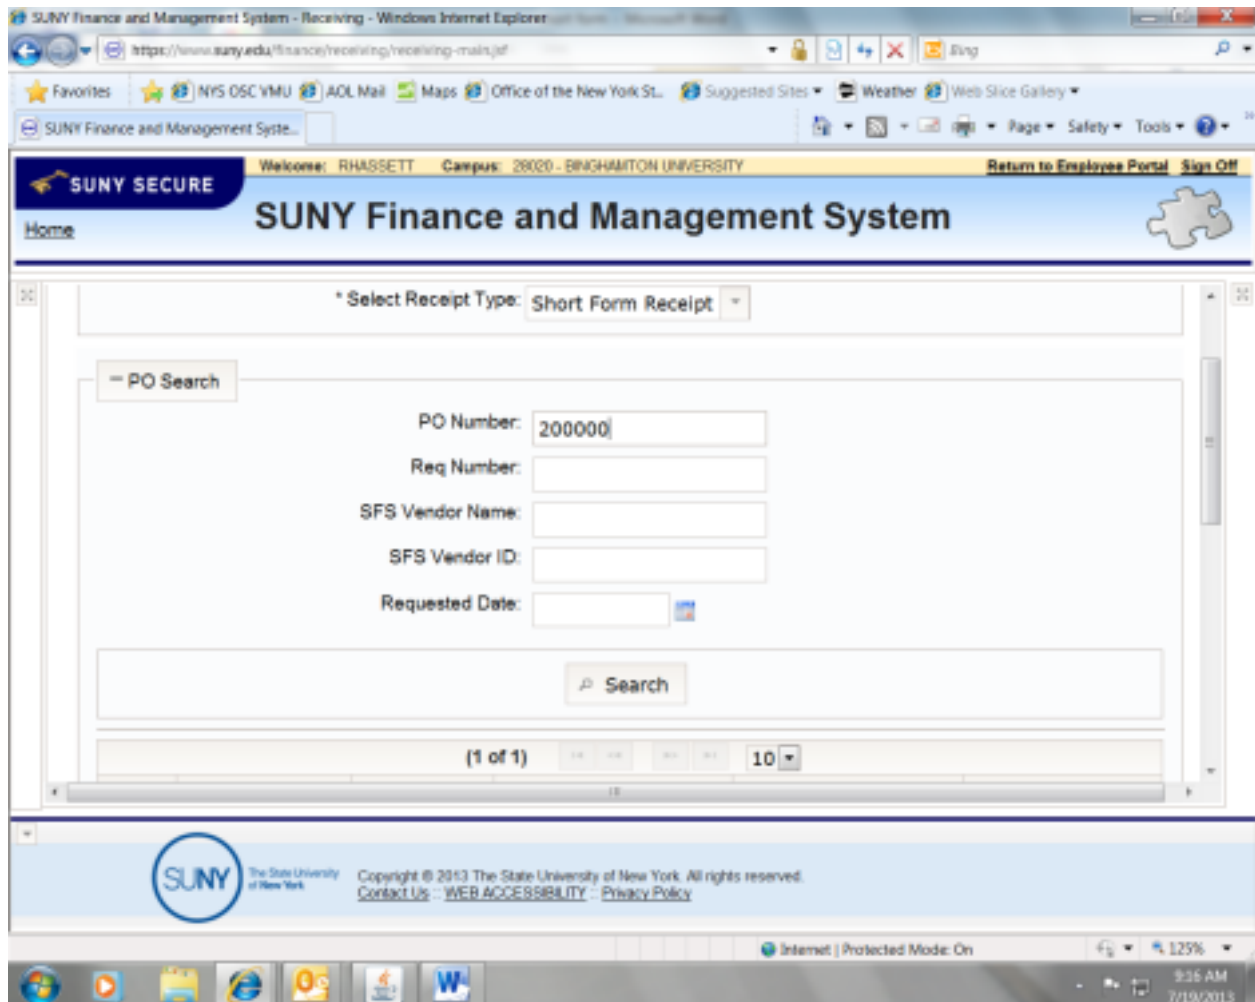 SUNY Finance and Management System - Receiving - Windows Internet Explorer
https://www.suny.edu/finance/receiving/receiving-main.jsf
Bing
Favorites NYS OSC VMU AOL Mail Maps Office of the New York St... Suggested Sites Weather Web Slice Gallery
SUNY Finance and Management Syste... Page Safety Tools
Welcome: RHASSETT Campus: 28020 - BINGHAMTON UNIVERSITY Return to Employee Portal Sign Off
SUNY SECURE
SUNY Finance and Management System
Home
* Select Receipt Type: Short Form Receipt
PO Search
PO Number: 200000
Req Number:
SFS Vendor Name:
SFS Vendor ID:
Requested Date:
Search
(1 of 1) 10
SUNY The State University of New York
Copyright © 2013 The State University of New York. All rights reserved.
Contact Us :: WEB ACCESSIBILITY :: Privacy Policy
Internet | Protected Mode: On 125%
9:16 AM
7/19/2013